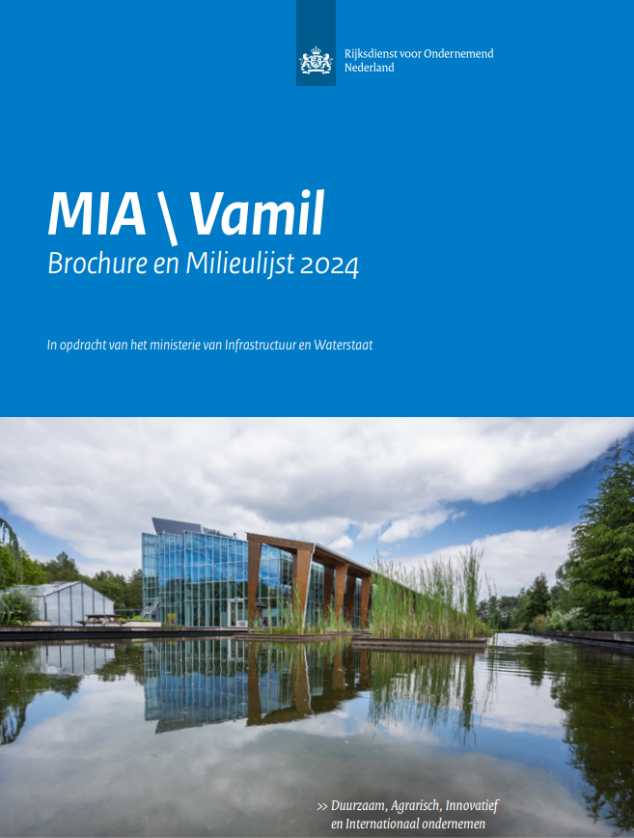 Rijksdienst voor Ondernemend
Nederland
MIA \ Vamil
Brochure en Milieulijst 2024
In opdracht van het ministerie van Infrastructuur en Waterstaat
>> Duurzaam, Agrarisch, Innovatief
en Internationaal ondernemen